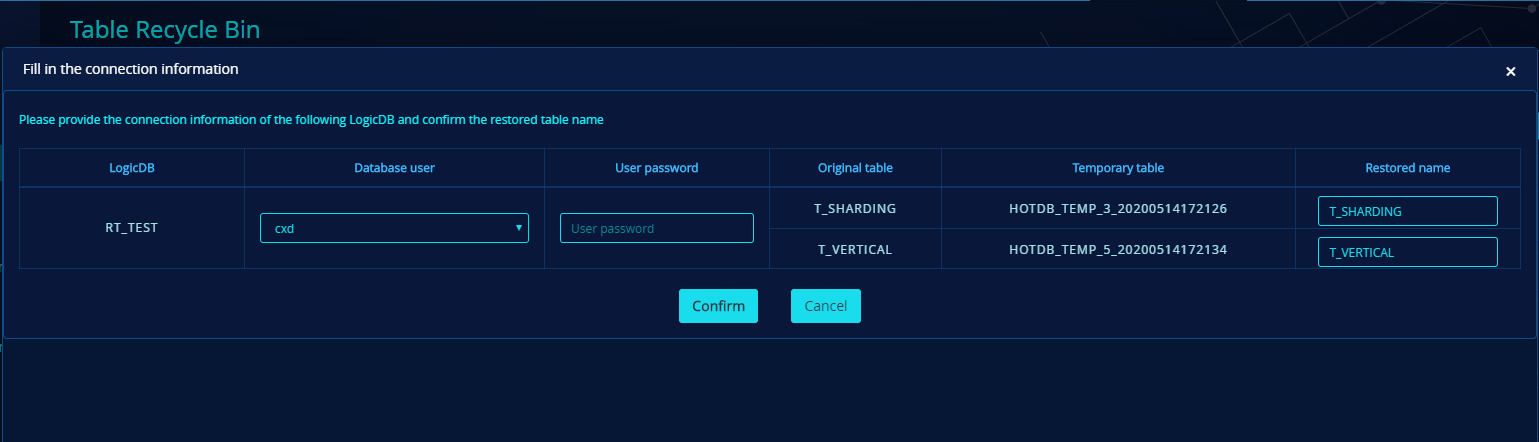 Table Recycle Bin
Fill in the connection information
×
Please provide the connection information of the following LogicDB and confirm the restored table name
LogicDB Database user User password Original table Temporary table Restored name
RT_TEST cxd User password
T_SHARDING HOTDB_TEMP_3_20200514172126 T_SHARDING
T_VERTICAL HOTDB_TEMP_5_20200514172134 T_VERTICAL
Confirm Cancel